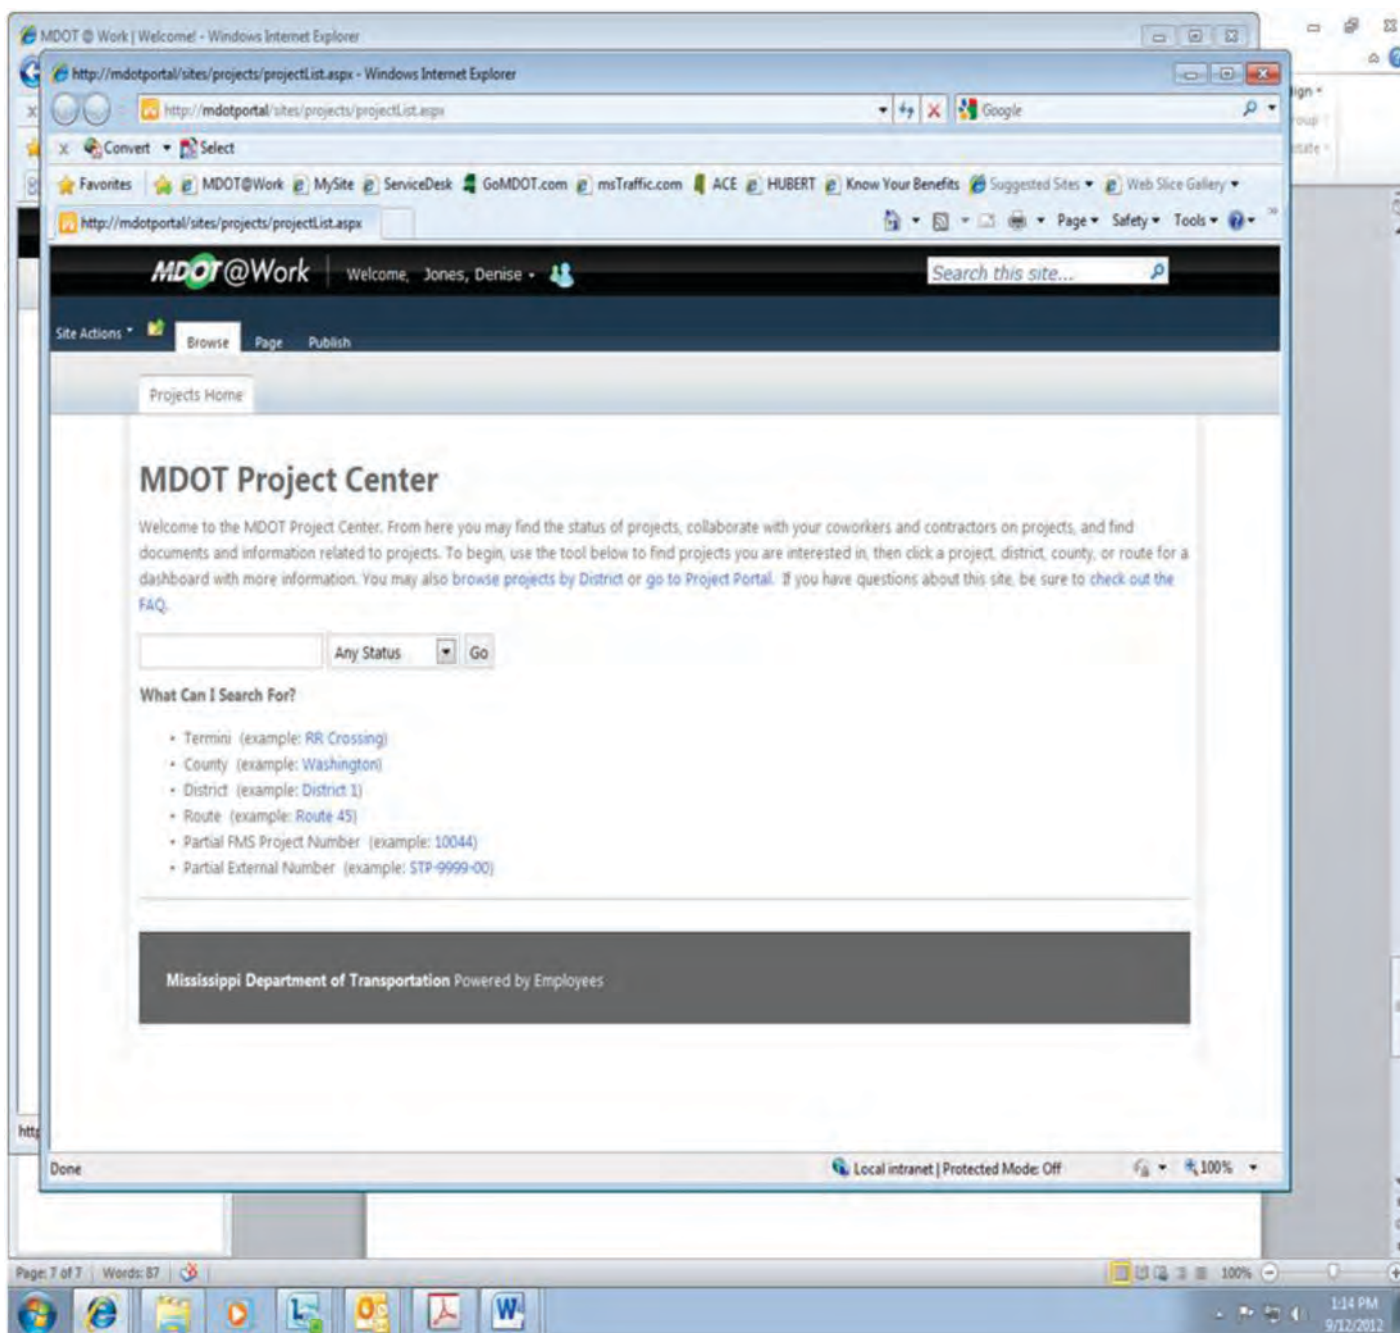 MDOT @ Work | Welcome! - Windows Internet Explorer
http://mdotportal/sites/projects/projectList.aspx - Windows Internet Explorer
http://mdotportal/sites/projects/projectList.aspx
Google
x Convert Select
Favorites MDOT@Work MySite ServiceDesk GoMDOT.com msTraffic.com ACE HUBERT Know Your Benefits Suggested Sites Web Slice Gallery
http://mdotportal/sites/projects/projectList.aspx
Page Safety Tools
MDOT@Work Welcome, Jones, Denise
Search this site...
Site Actions Browse Page Publish
Projects Home
MDOT Project Center
Welcome to the MDOT Project Center. From here you may find the status of projects, collaborate with your coworkers and contractors on projects, and find
documents and information related to projects. To begin, use the tool below to find projects you are interested in, then click a project, district, county, or route for a
dashboard with more information. You may also browse projects by District or go to Project Portal. If you have questions about this site, be sure to check out the
FAQ.
Any Status Go
What Can I Search For?
• Termini (example: RR Crossing)
• County (example: Washington)
• District (example: District 1)
• Route (example: Route 45)
• Partial FMS Project Number (example: 10044)
• Partial External Number (example: STP-9999-00)
Mississippi Department of Transportation Powered by Employees
http
Done
Local intranet | Protected Mode: Off
100%
Page: 7 of 7 Words: 87
100%
1:14 PM
9/12/2012